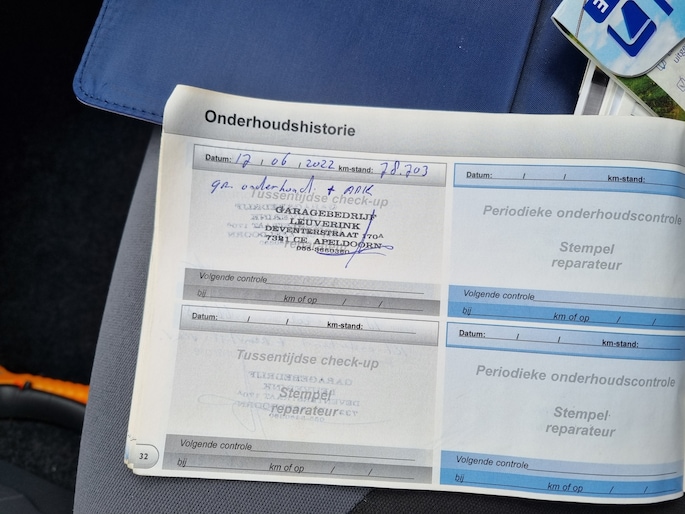 Onderhoudshistorie
Datum: 17, 06, 2022 km-stand: 78.703
gr. onderhoud + APK
Tussentijdse check-up
GARAGEBEDRIJF
LEUVERINK
DEVENTERSTRAAT 170A
7321 CE APELDOORN
Volgende controle
bij km of op / /
Datum: / / km-stand:
Periodieke onderhoudscontrole
Stempel
reparateur
Volgende controle
bij km of op / /
Datum: / / km-stand:
Tussentijdse check-up
Stempel
reparateur
Volgende controle
bij km of op / /
Datum: / / km-stand:
Periodieke onderhoudscontrole
Stempel
reparateur
Volgende controle
bij km of op / /
32